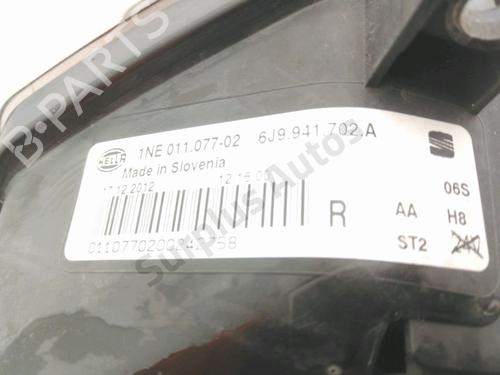 HELLA
1NE 011.077-02 6J9.941.702.A
Made in Slovenia
17.12.2012
R AA H8 06S
ST2
Surplus Autos